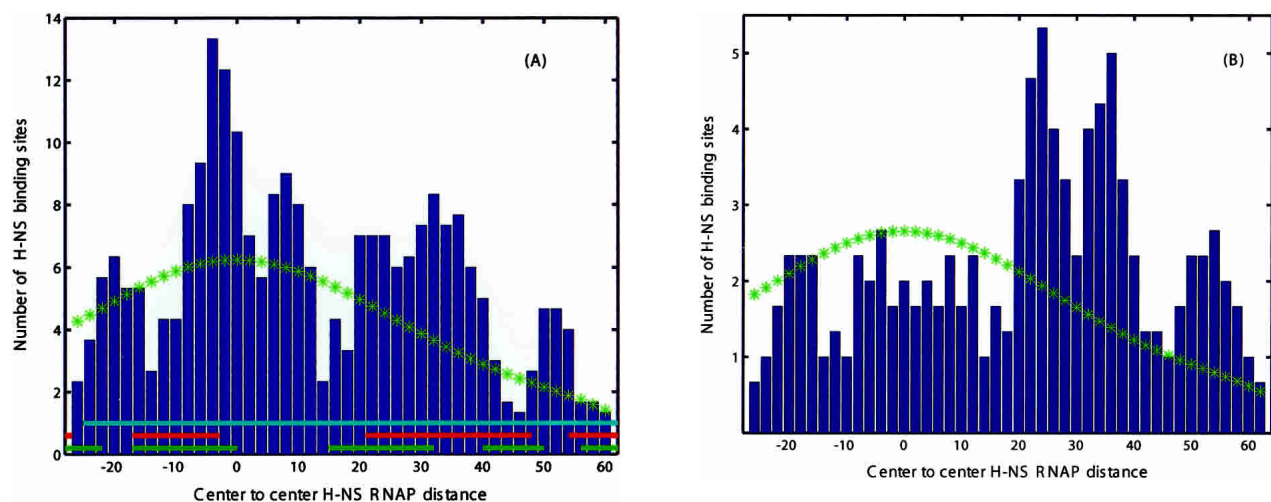 (A)
Number of H-NS binding sites
14
12
10
8
6
4
2
0
-20 -10 0 10 20 30 40 50 60
Center to center H-NS RNAP distance
(B)
Number of H-NS binding sites
5
4
3
2
1
-20 -10 0 10 20 30 40 50 60
Center to center H-NS RNAP distance